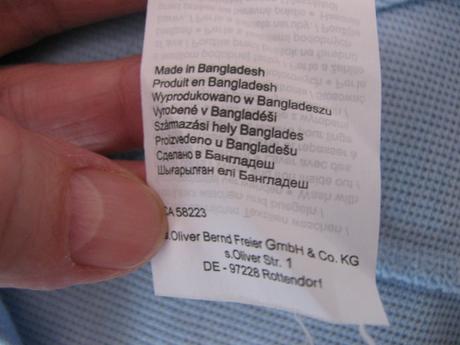 Made in Bangladesh
Produit en Bangladesh
Wyprodukowano w Bangladeszu
Vyrobené v Bangladéši
Származási hely Banglades
Proizvedeno u Bangladešu
Сделано в Бангладеш
Шығарылған елі Бангладеш
CA 58223
s.Oliver Bernd Freier GmbH & Co. KG
s.Oliver Str. 1
DE - 97228 Rottendorf